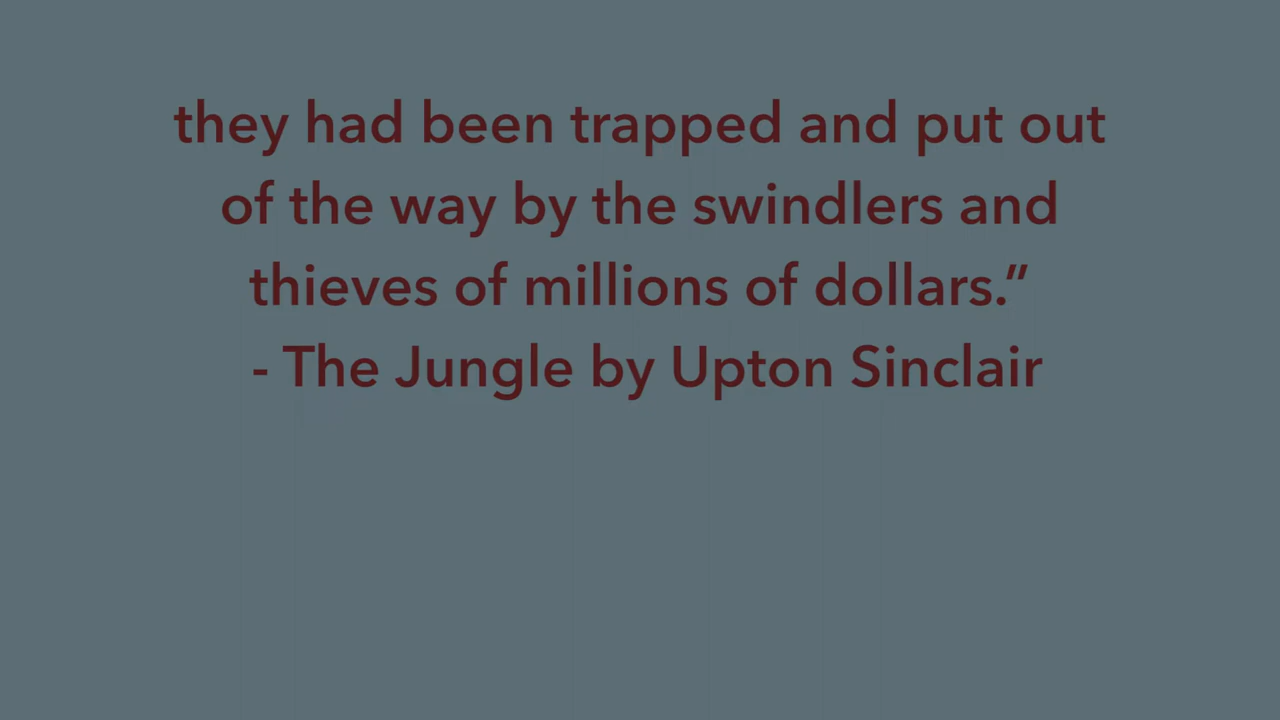 they had been trapped and put out
of the way by the swindlers and
thieves of millions of dollars.”
- The Jungle by Upton Sinclair